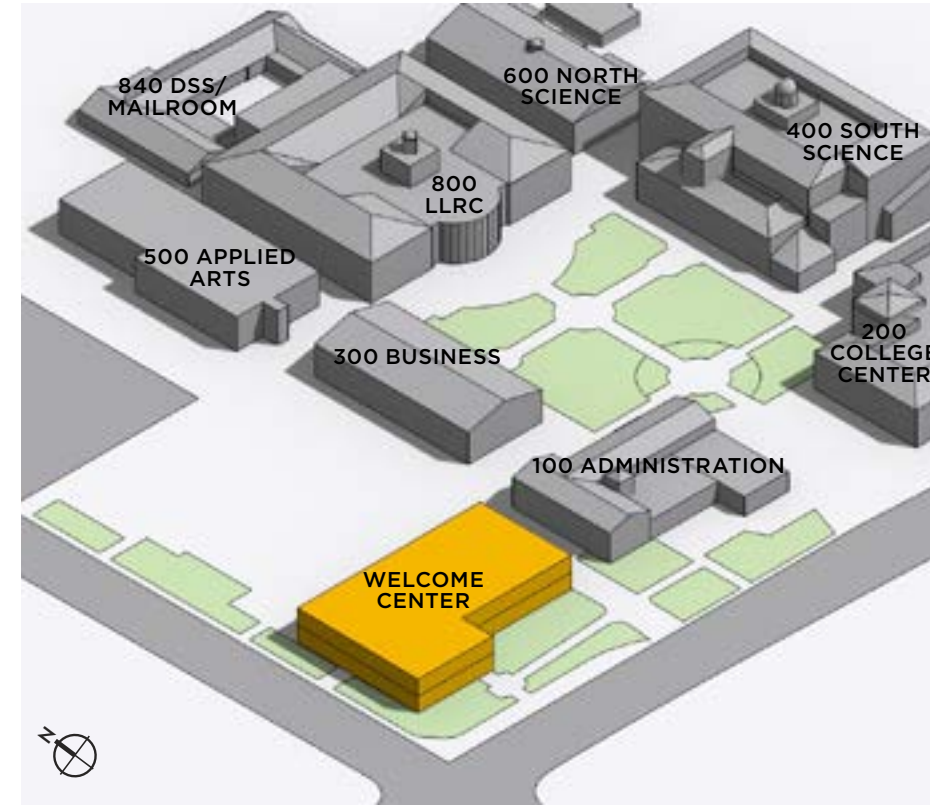 840 DSS/
MAILROOM
600 NORTH
SCIENCE
400 SOUTH
SCIENCE
800
LLRC
500 APPLIED
ARTS
300 BUSINESS
200
COLLEGE
CENTER
100 ADMINISTRATION
WELCOME
CENTER
N